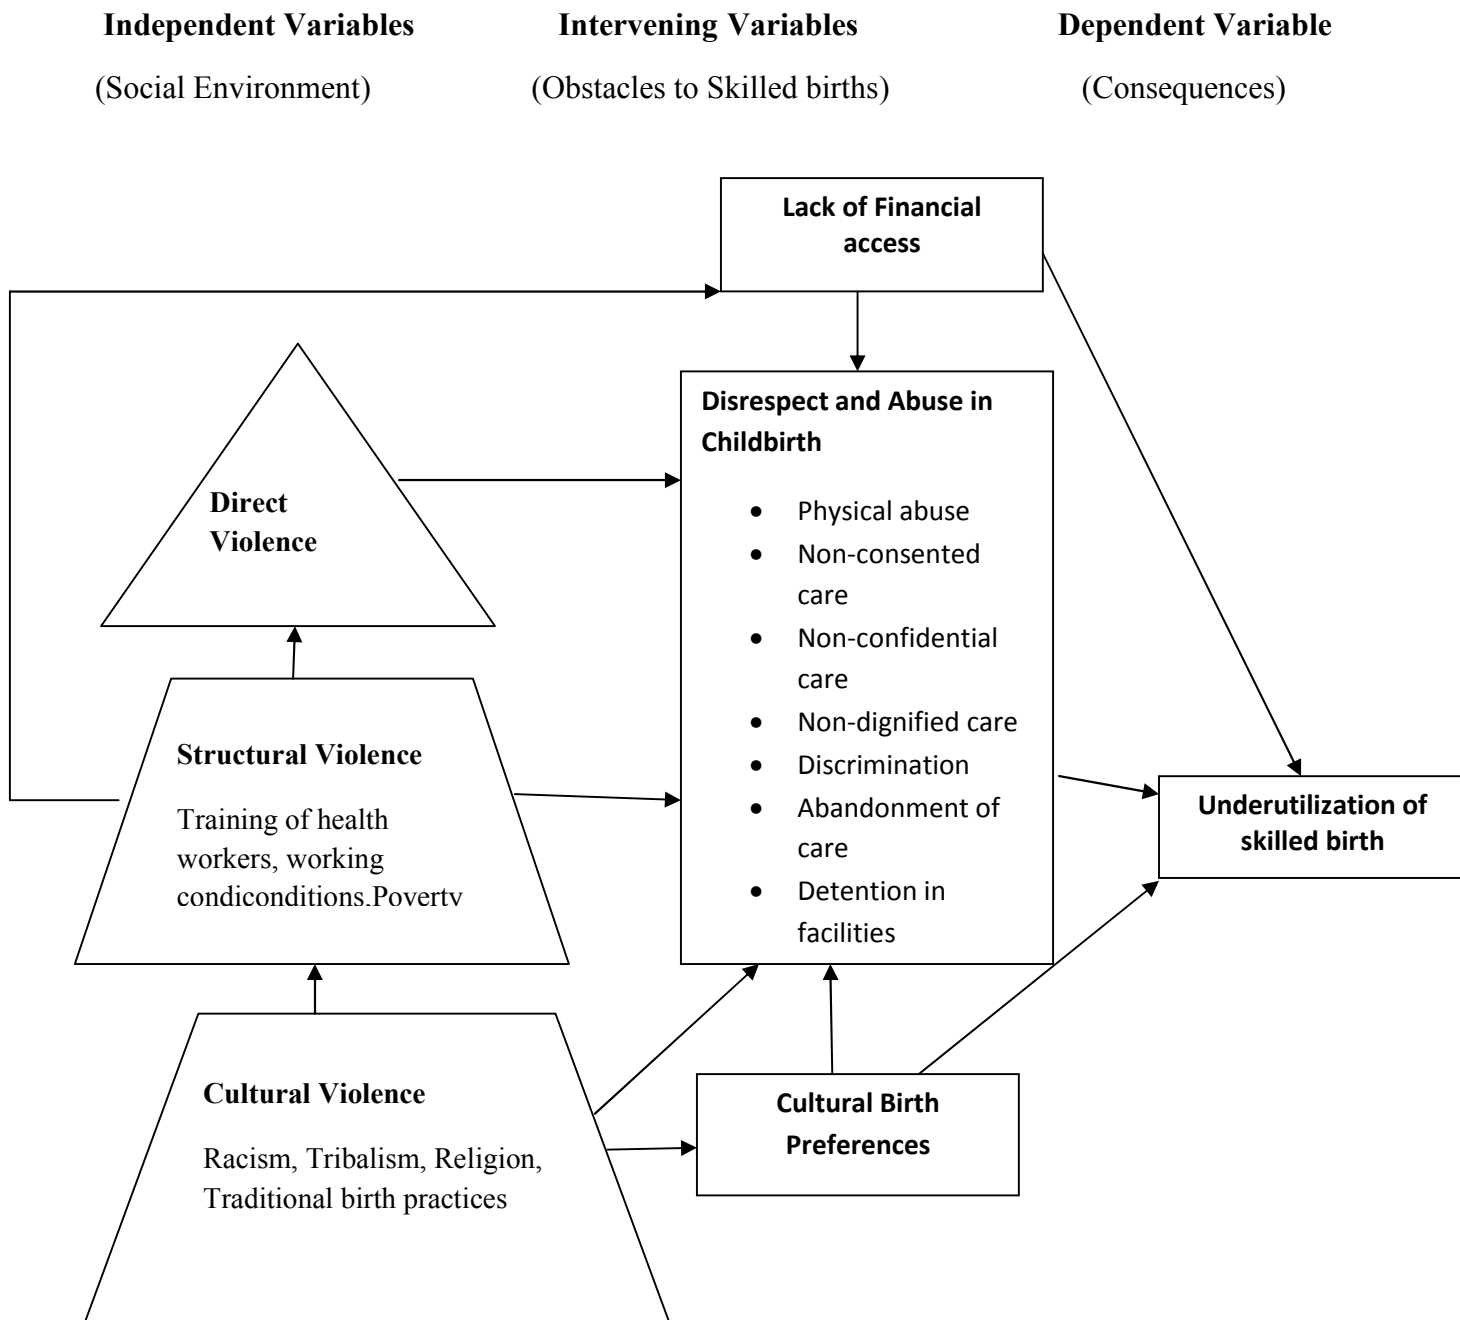 Independent Variables
Intervening Variables
Dependent Variable
(Social Environment)
(Obstacles to Skilled births)
(Consequences)
Lack of Financial
access
Disrespect and Abuse in
Childbirth
• Physical abuse
• Non-consented
care
• Non-confidential
care
• Non-dignified care
• Discrimination
• Abandonment of
care
• Detention in
facilities
Direct
Violence
Structural Violence
Training of health
workers, working
condiconditions.Poverty
Underutilization of
skilled birth
Cultural Violence
Racism, Tribalism, Religion,
Traditional birth practices
Cultural Birth
Preferences